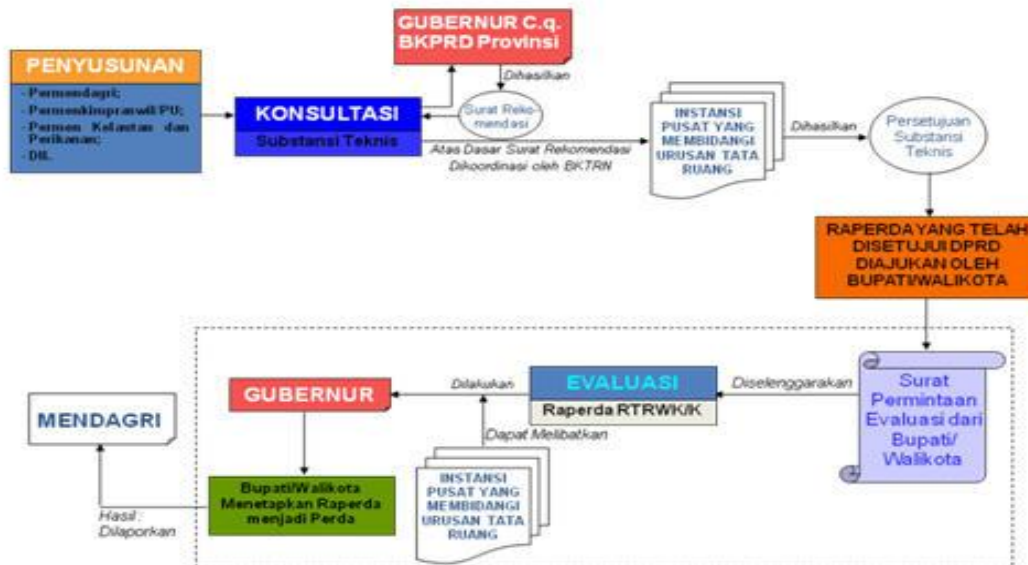 GUBERNUR C.q.
BKPRD Provinsi
PENYUSUNAN
- Permendagri;
- Permenkimpraswil/PU;
- Permen Kelautan dan
Perikanan;
- Dll.
KONSULTASI
Substansi Teknis
Dihasilkan
Surat Reko-
mendasi
Atas Dasar Surat Rekomendasi
Dikoordinasi oleh BKTRN
INSTANSI
PUSAT YANG
MEMBIDANGI
URUSAN TATA
RUANG
Dihasilkan
Persetujuan
Substansi
Teknis
RAPERDA YANG TELAH
DISETUJUI DPRD
DIAJUKAN OLEH
BUPATI/WALIKOTA
Surat
Permintaan
Evaluasi dari
Bupati/
Walikota
Diselenggarakan
EVALUASI
Raperda RTRWK/K
Dilakukan
Dapat Melibatkan
INSTANSI
PUSAT YANG
MEMBIDANGI
URUSAN TATA
RUANG
GUBERNUR
Bupati/Walikota
Menetapkan Raperda
menjadi Perda
Hasil :
Dilaporkan
MENDAGRI